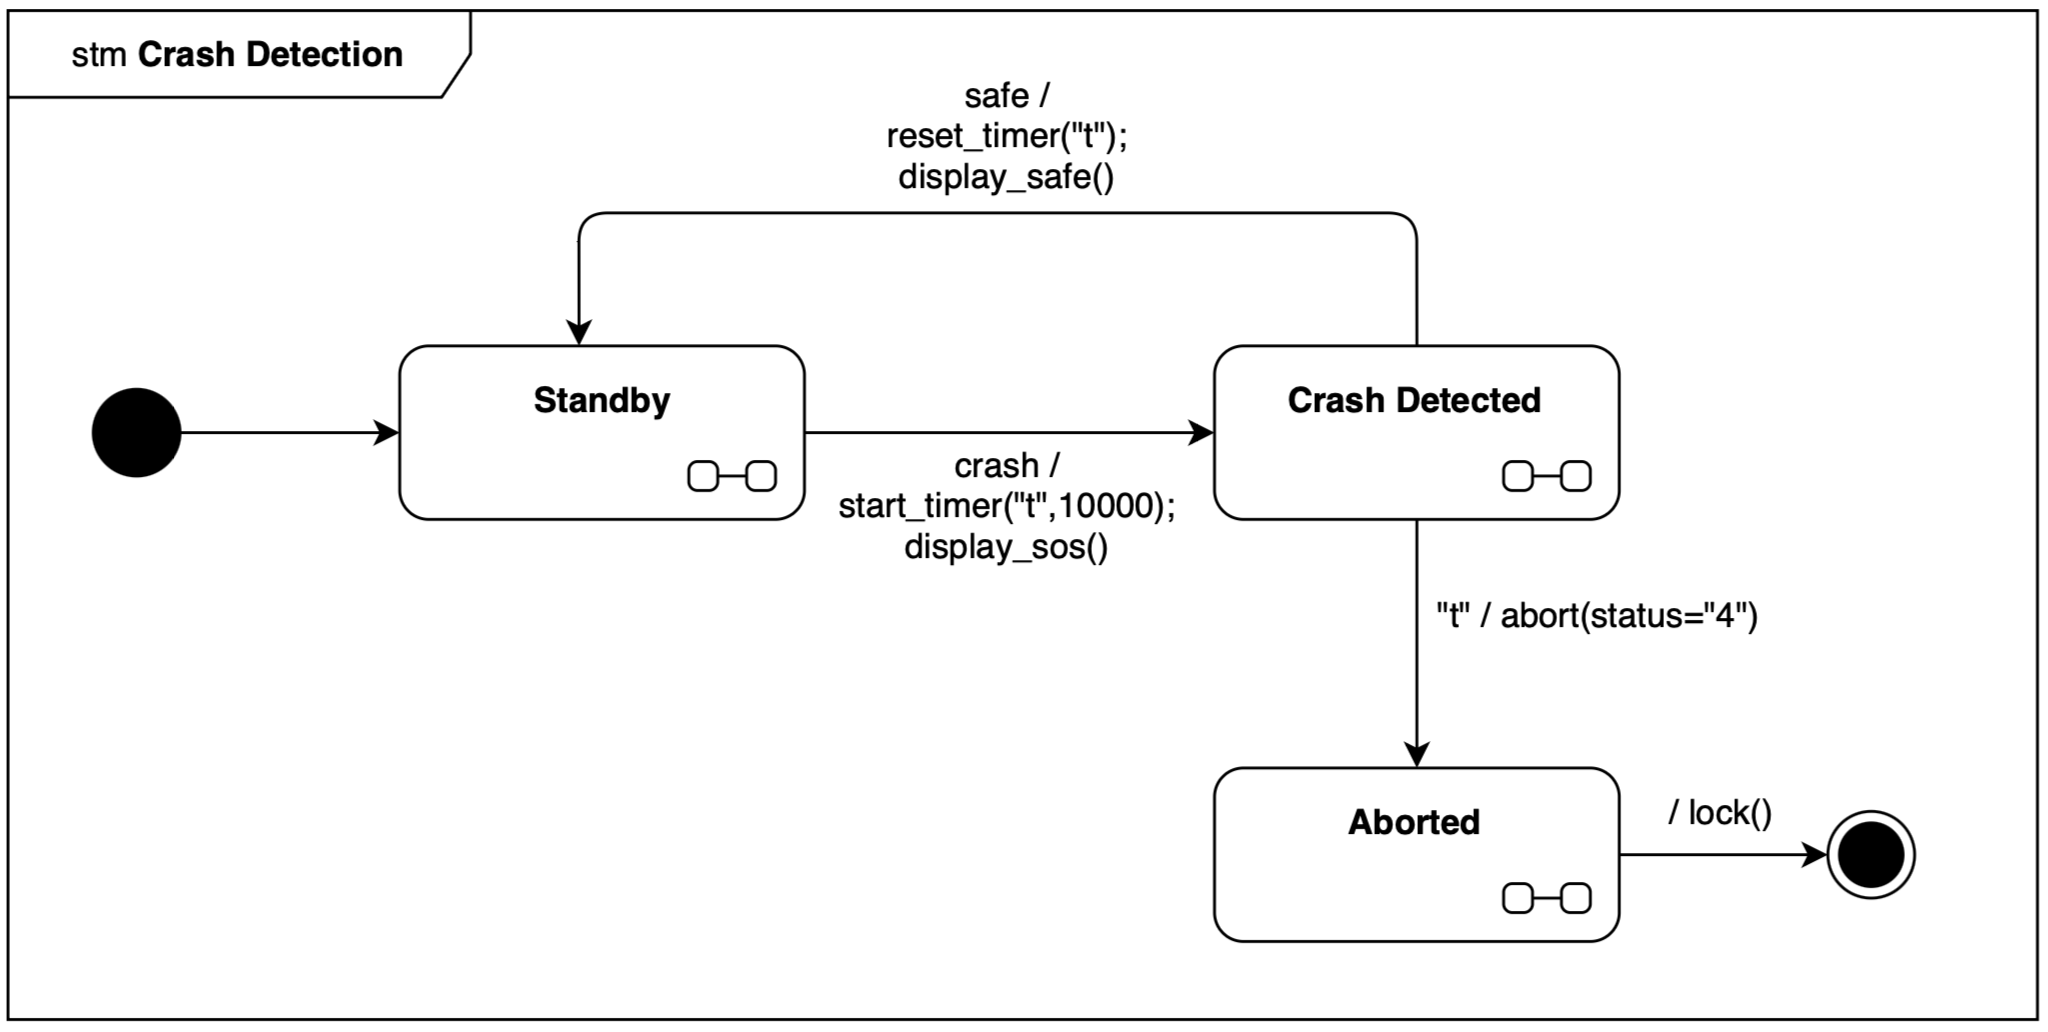 stm Crash Detection
safe /
reset_timer("t");
display_safe()
Standby
Crash Detected
crash /
start_timer("t",10000);
display_sos()
"t" / abort(status="4")
Aborted
/ lock()